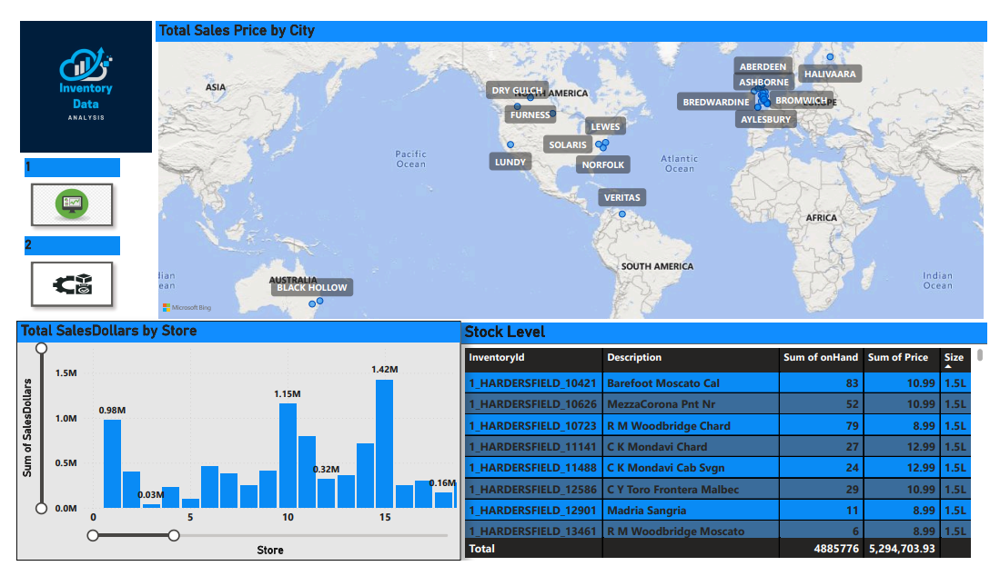 Inventory
Data
ANALYSIS
1
2
Total Sales Price by City
ASIA
NORTH AMERICA
DRY GULCH
FURNESS
LEWES
SOLARIS
LUNDY
NORFOLK
VERITAS
Pacific
Ocean
Atlantic
Ocean
ABERDEEN
HALIVAARA
ASHBORNE
BREDWARDINE
BROMWICH
AYLESBURY
AFRICA
SOUTH AMERICA
Indian
Ocean
AUSTRALIA
BLACK HOLLOW
Microsoft Bing
Total SalesDollars by Store
Sum of SalesDollars
1.5M
1.0M
0.5M
0.0M
0.98M
0.03M
1.15M
0.32M
1.42M
0.16M
0 5 10 15
Store
Stock Level
InventoryId Description Sum of onHand Sum of Price Size
1_HARDERSFIELD_10421 Barefoot Moscato Cal 83 10.99 1.5L
1_HARDERSFIELD_10626 MezzaCorona Pnt Nr 52 10.99 1.5L
1_HARDERSFIELD_10723 R M Woodbridge Chard 79 8.99 1.5L
1_HARDERSFIELD_11141 C K Mondavi Chard 27 12.99 1.5L
1_HARDERSFIELD_11488 C K Mondavi Cab Svgn 24 12.99 1.5L
1_HARDERSFIELD_12586 C Y Toro Frontera Malbec 29 10.99 1.5L
1_HARDERSFIELD_12901 Madria Sangria 11 8.99 1.5L
1_HARDERSFIELD_13461 R M Woodbridge Moscato 6 8.99 1.5L
Total 4885776 5,294,703.93